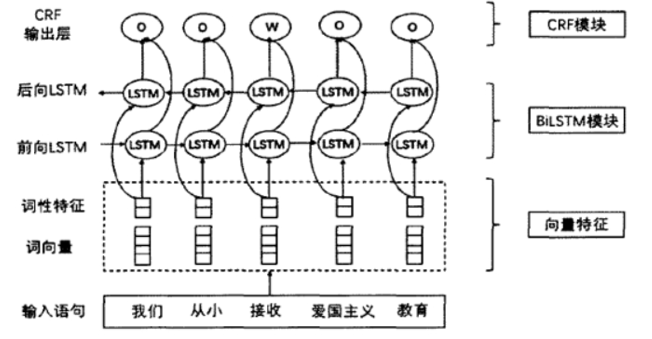 CRF
输出层
O O W O O
CRF模块
后向LSTM
LSTM LSTM LSTM LSTM LSTM
BiLSTM模块
前向LSTM
LSTM LSTM LSTM LSTM LSTM
词性特征
向量特征
词向量
输入语句
我们 从小 接收 爱国主义 教育